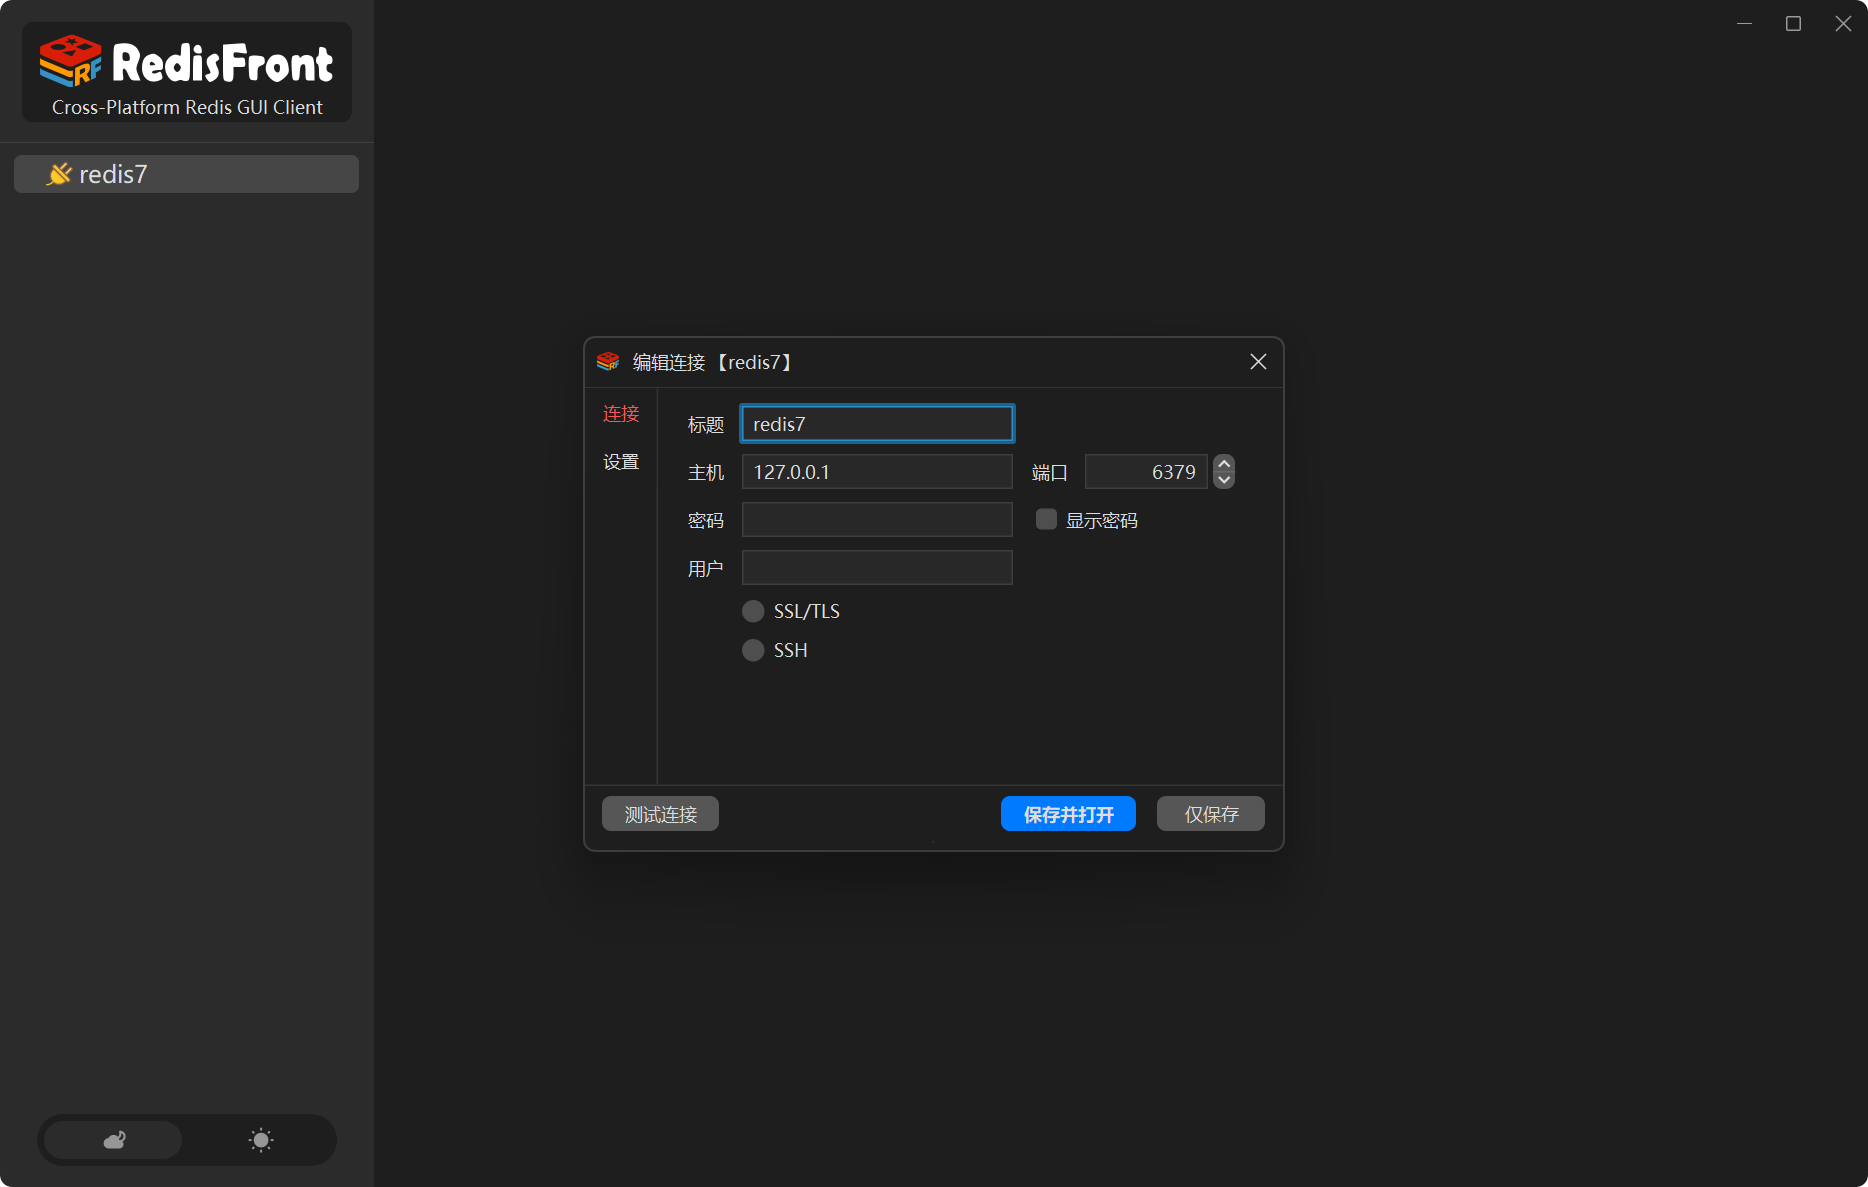 RedisFront
Cross-Platform Redis GUI Client
redis7
编辑连接【redis7】
连接
设置
标题 redis7
主机 127.0.0.1 端口 6379
密码 显示密码
用户
SSL/TLS
SSH
测试连接 保存并打开 仅保存